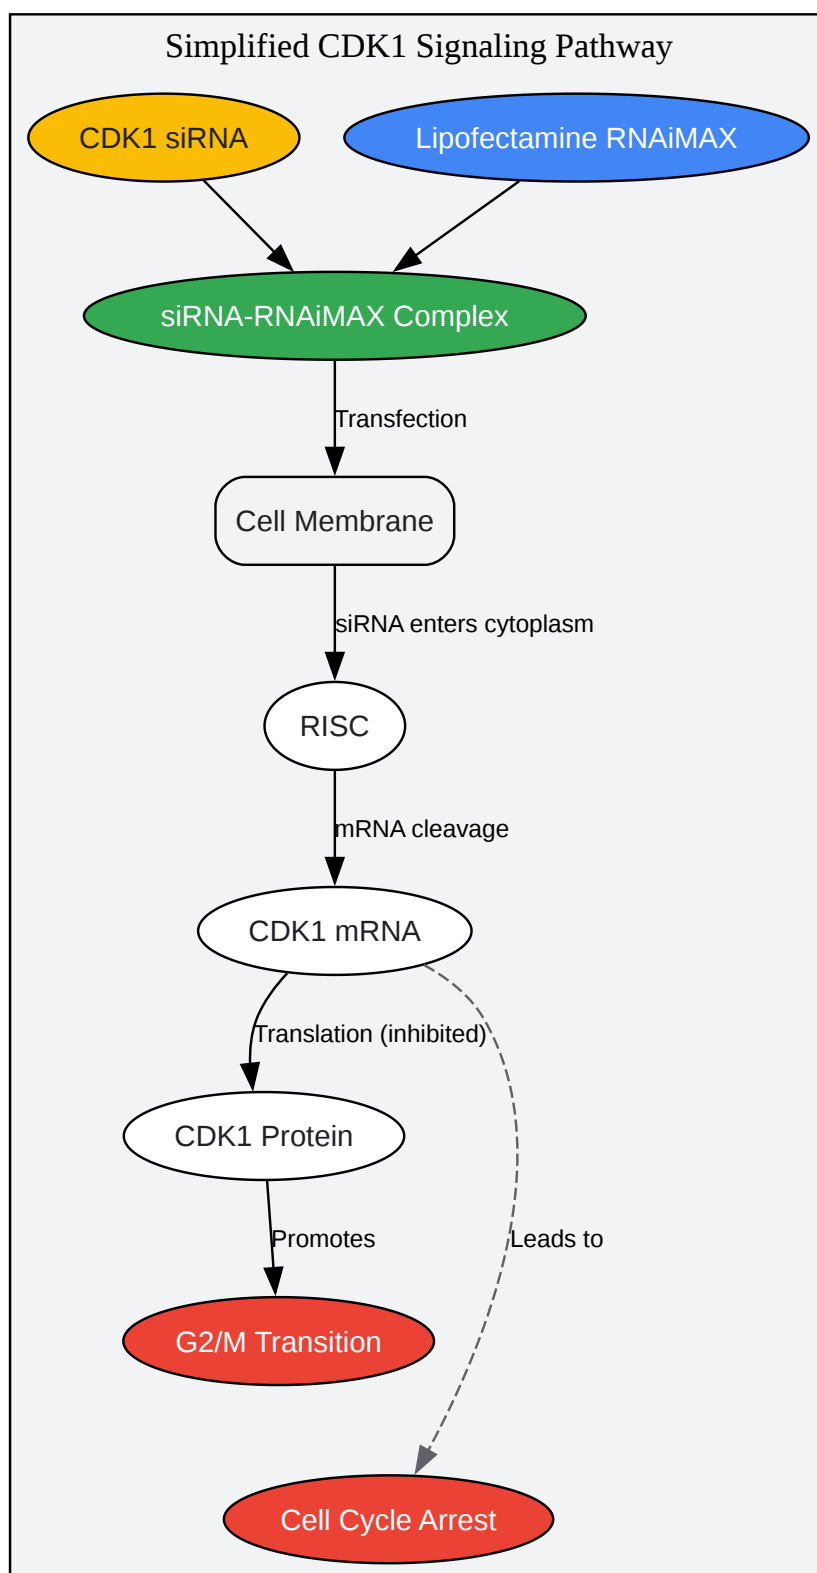 Simplified CDK1 Signaling Pathway
CDK1 siRNA
Lipofectamine RNAiMAX
siRNA-RNAiMAX Complex
Transfection
Cell Membrane
siRNA enters cytoplasm
RISC
mRNA cleavage
CDK1 mRNA
Translation (inhibited)
CDK1 Protein
Promotes
Leads to
G2/M Transition
Cell Cycle Arrest